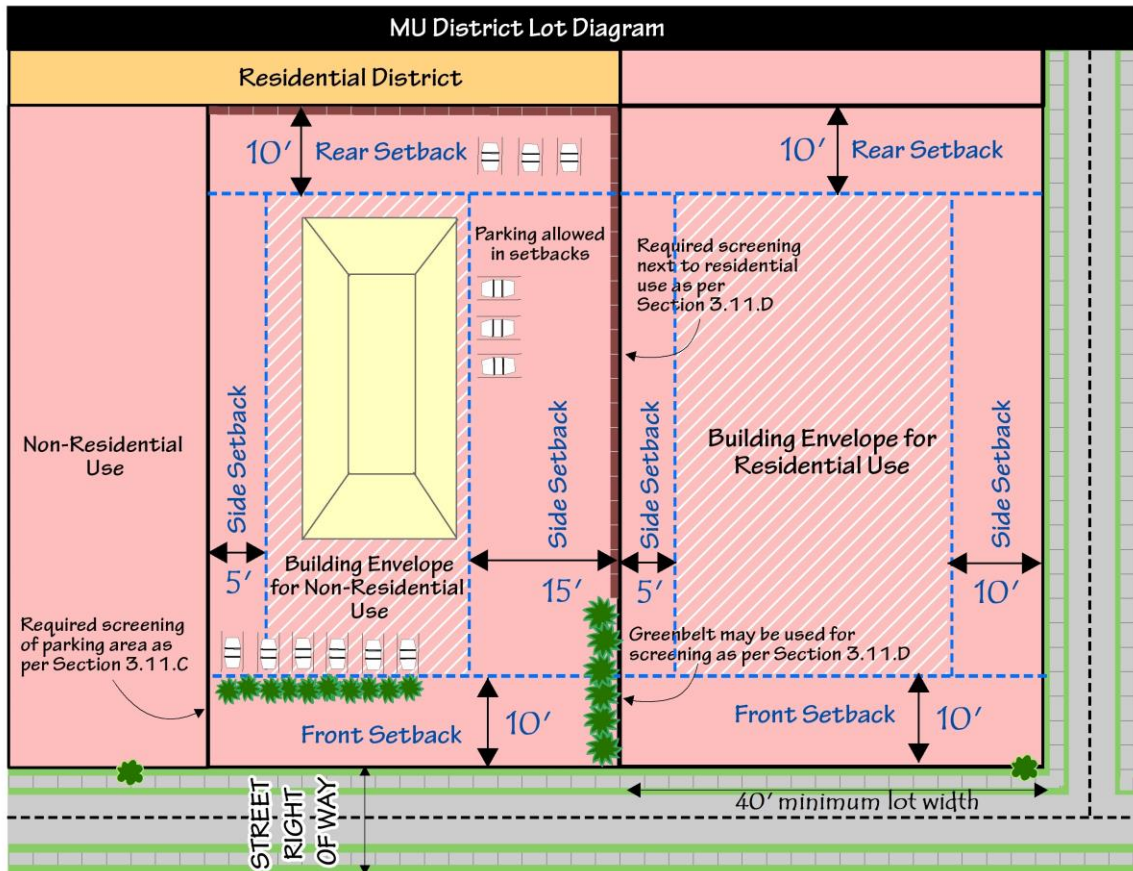 MU District Lot Diagram
Residential District
10'
Rear Setback
10'
Rear Setback
Parking allowed
in setbacks
Required screening
next to residential
use as per
Section 3.11.D
Non-Residential
Use
Side Setback
5'
Building Envelope
for Non-Residential
Use
Side Setback
15'
Side Setback
5'
Building Envelope for
Residential Use
Side Setback
10'
Required screening
of parking area as
per Section 3.11.C
Greenbelt may be used for
screening as per Section 3.11.D
Front Setback
10'
Front Setback
10'
STREET
RIGHT
OF WAY
40' minimum lot width